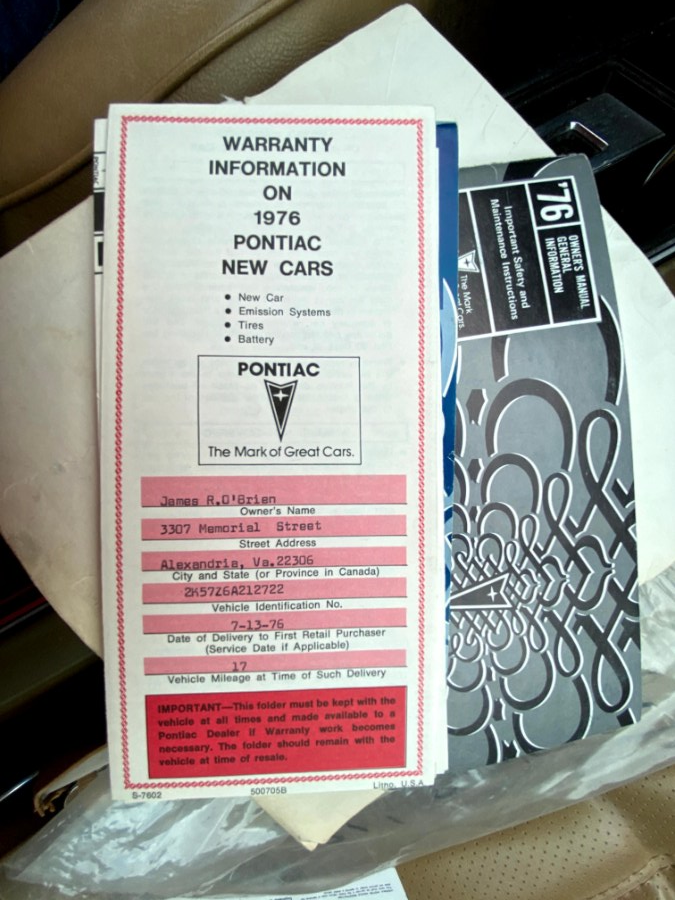 WARRANTY
INFORMATION
ON
1976
PONTIAC
NEW CARS
• New Car
• Emission Systems
• Tires
• Battery
PONTIAC
The Mark of Great Cars.
James R.O'Brien
Owner's Name
3307 Memorial Street
Street Address
Alexandria, Va.22306
City and State (or Province in Canada)
2K57Z6A212722
Vehicle Identification No.
7-13-76
Date of Delivery to First Retail Purchaser
(Service Date if Applicable)
17
Vehicle Mileage at Time of Such Delivery
IMPORTANT—This folder must be kept with the
vehicle at all times and made available to a
Pontiac Dealer if Warranty work becomes
necessary. The folder should remain with the
vehicle at time of resale.
S-7602
500705B
Litho. U.S.A.
'76
OWNER'S MANUAL
GENERAL
INFORMATION
Important Safety and
Maintenance Instructions
The Mark
Cars